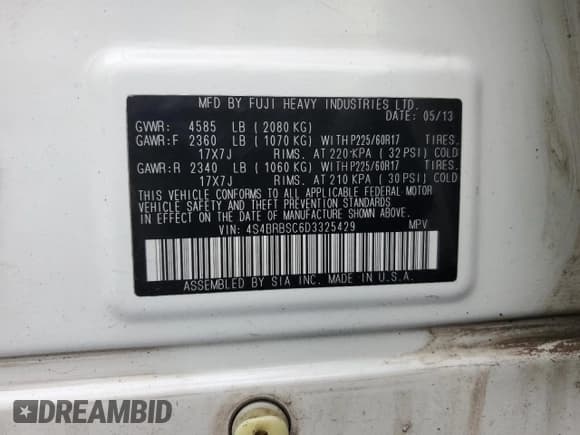 MFD BY FUJI HEAVY INDUSTRIES LTD.
DATE: 05/13
GVWR: 4585 LB ( 2080 KG)
GAWR:F 2360 LB ( 1070 KG) WITH P225/60R17 TIRES.
17X7J RIMS. AT 220 KPA ( 32 PSI) COLD
GAWR:R 2340 LB ( 1060 KG) WITH P225/60R17 TIRES.
17X7J RIMS. AT 210 KPA ( 30 PSI) COLD
THIS VEHICLE CONFORMS TO ALL APPLICABLE FEDERAL MOTOR
VEHICLE SAFETY AND THEFT PREVENTION STANDARDS
IN EFFECT ON THE DATE OF MANUFACTURE SHOWN ABOVE.
VIN: 4S4BRBSC6D3325429 MPV
ASSEMBLED BY SIA INC. MADE IN U.S.A.
DREAMBID